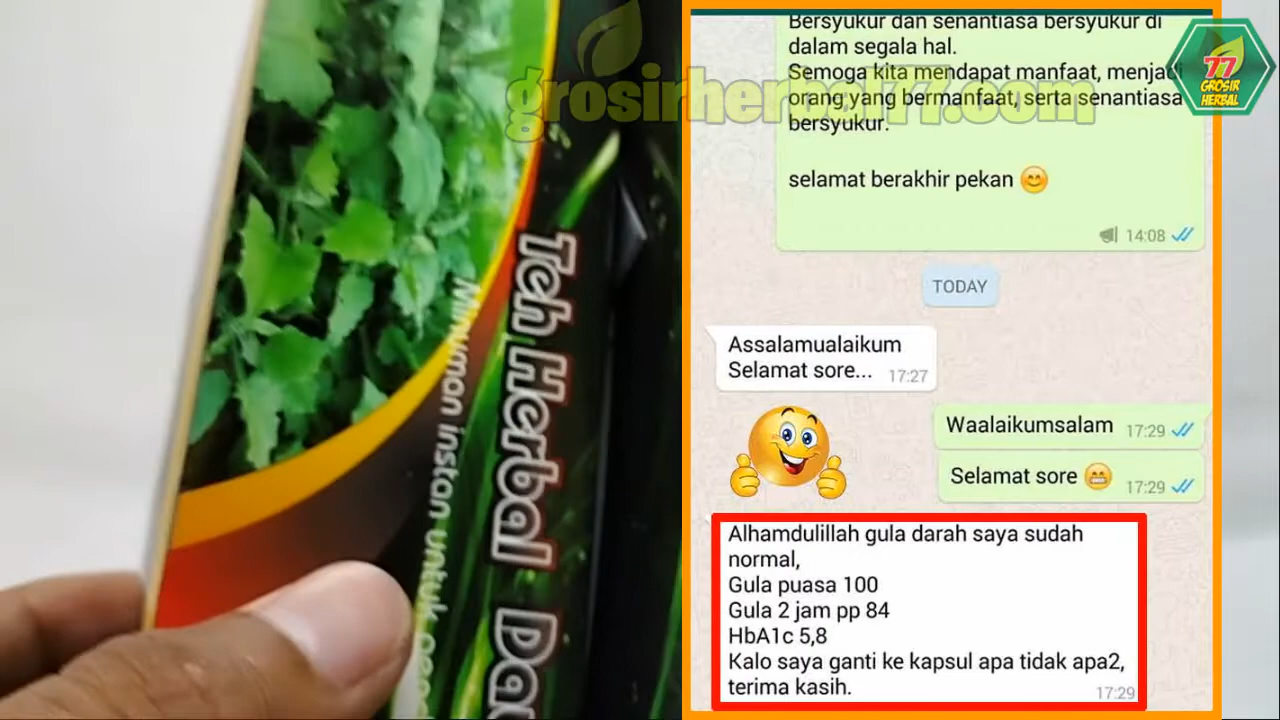 Teh Herbal
Minuman instan untuk
grosirherbal77.com
77
GROSIR
HERBAL
Bersyukur dan senantiasa bersyukur di
dalam segala hal.
Semoga kita mendapat manfaat, menjadi
orang yang bermanfaat, serta senantiasa
bersyukur.
selamat berakhir pekan 😊
14:08
TODAY
Assalamualaikum
Selamat sore... 17:27
Waalaikumsalam 17:29
Selamat sore 😁 17:29
Alhamdulillah gula darah saya sudah
normal,
Gula puasa 100
Gula 2 jam pp 84
HbA1c 5,8
Kalo saya ganti ke kapsul apa tidak apa2,
terima kasih. 17:29